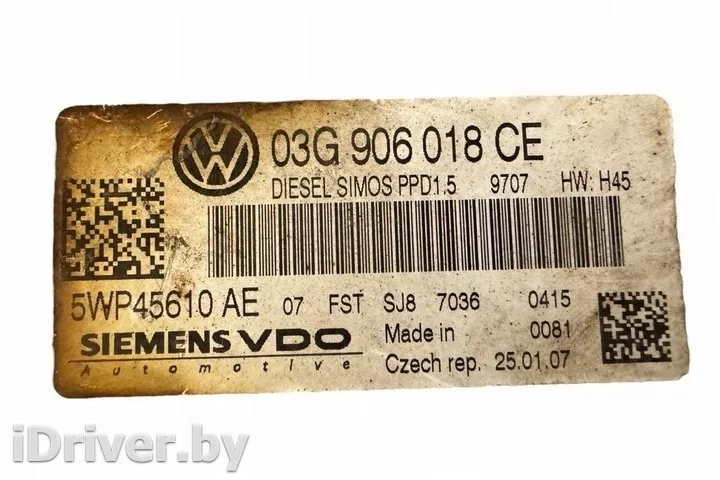 03G 906 018 CE
DIESEL SIMOS PPD1.5 9707 HW: H45
5WP45610 AE 07 FST SJ8 7036 0415
SIEMENS VDO Made in 0081
Automotive Czech rep. 25.01.07
iDriver.by